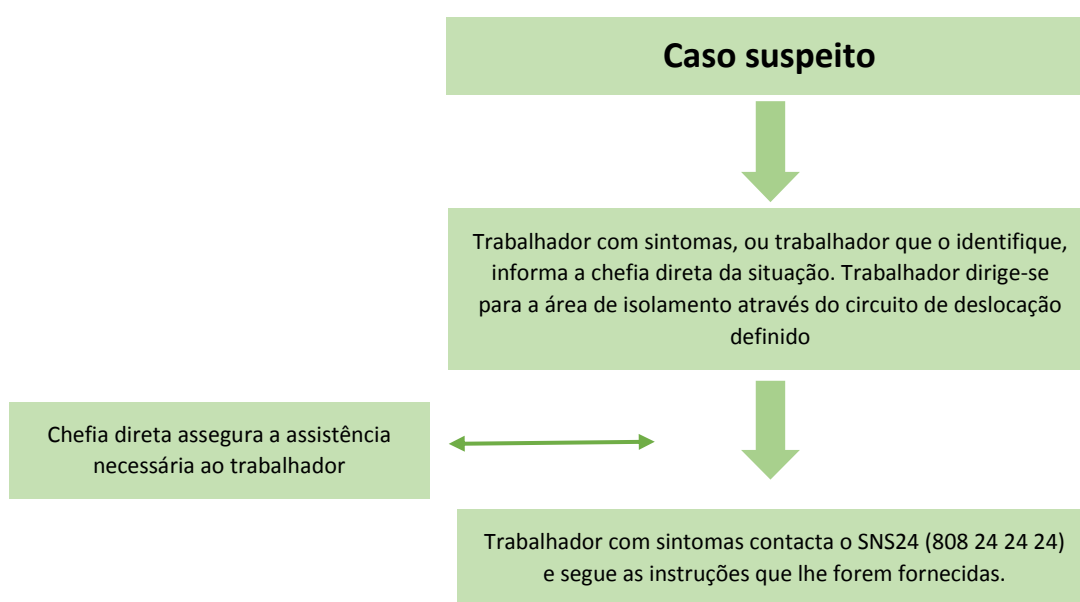 Caso suspeito
Trabalhador com sintomas, ou trabalhador que o identifique,
informa a chefia direta da situação. Trabalhador dirige-se
para a área de isolamento através do circuito de deslocação
definido
Chefia direta assegura a assistência
necessária ao trabalhador
Trabalhador com sintomas contacta o SNS24 (808 24 24 24)
e segue as instruções que lhe forem fornecidas.